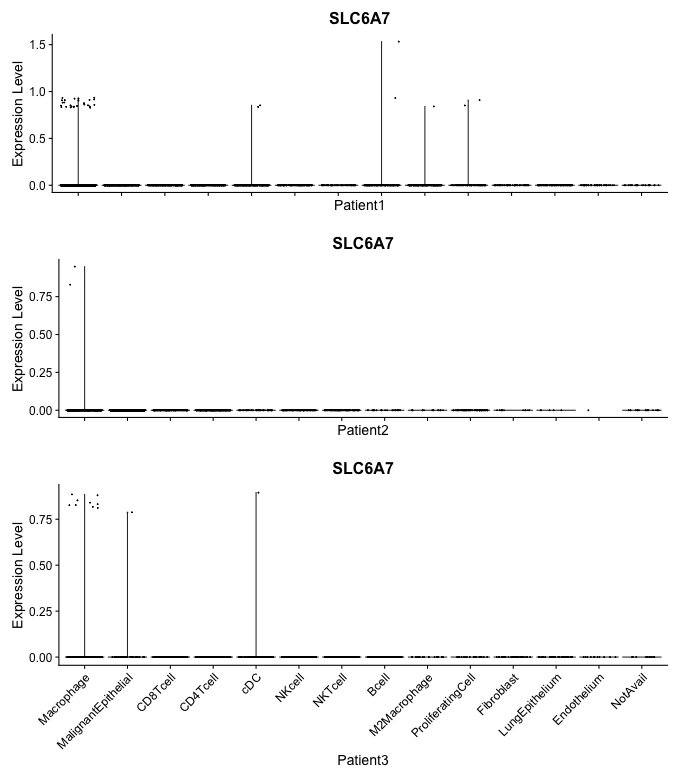 SLC6A7
Expression Level
1.5
1.0
0.5
0.0
Patient1
SLC6A7
Expression Level
0.75
0.50
0.25
0.00
Patient2
SLC6A7
Expression Level
0.75
0.50
0.25
0.00
Macrophage
MalignantEpithelial
CD8Tcell
CD4Tcell
cDC
NKcell
NKTcell
Bcell
M2Macrophage
ProliferatingCell
Fibroblast
LungEpithelium
Endothelium
NotAvail
Patient3